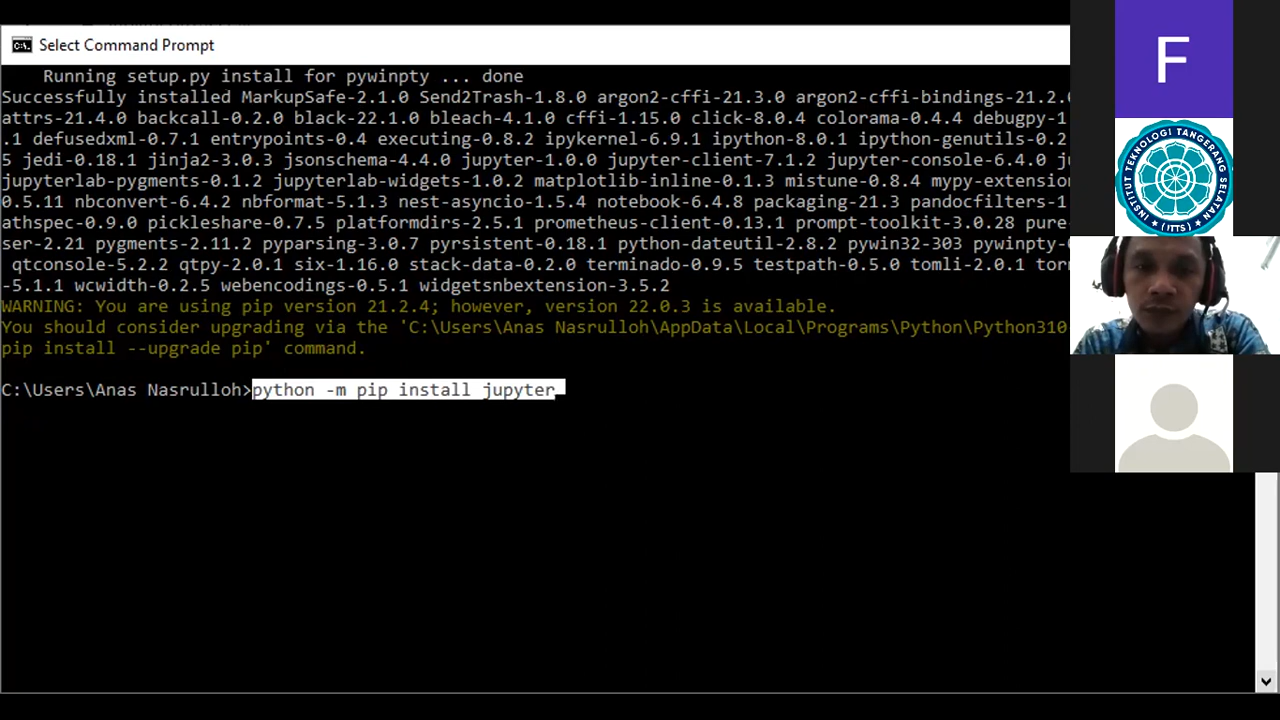 Select Command Prompt
Running setup.py install for pywinpty ... done
Successfully installed MarkupSafe-2.1.0 Send2Trash-1.8.0 argon2-cffi-21.3.0 argon2-cffi-bindings-21.2.0
attrs-21.4.0 backcall-0.2.0 black-22.1.0 bleach-4.1.0 cffi-1.15.0 click-8.0.4 colorama-0.4.4 debugpy-1
.1 defusedxml-0.7.1 entrypoints-0.4 executing-0.8.2 ipykernel-6.9.1 ipython-8.0.1 ipython-genutils-0.2
5 jedi-0.18.1 jinja2-3.0.3 jsonschema-4.4.0 jupyter-1.0.0 jupyter-client-7.1.2 jupyter-console-6.4.0 ju
jupyterlab-pygments-0.1.2 jupyterlab-widgets-1.0.2 matplotlib-inline-0.1.3 mistune-0.8.4 mypy-extension
0.5.11 nbconvert-6.4.2 nbformat-5.1.3 nest-asyncio-1.5.4 notebook-6.4.8 packaging-21.3 pandocfilters-1
athspec-0.9.0 pickleshare-0.7.5 platformdirs-2.5.1 prometheus-client-0.13.1 prompt-toolkit-3.0.28 pure
ser-2.21 pygments-2.11.2 pyparsing-3.0.7 pyrsistent-0.18.1 python-dateutil-2.8.2 pywin32-303 pywinpty-
qtconsole-5.2.2 qtpy-2.0.1 six-1.16.0 stack-data-0.2.0 terminado-0.9.5 testpath-0.5.0 tomli-2.0.1 tor
-5.1.1 wcwidth-0.2.5 webencodings-0.5.1 widgetsnbextension-3.5.2
WARNING: You are using pip version 21.2.4; however, version 22.0.3 is available.
You should consider upgrading via the 'C:\Users\Anas Nasrulloh\AppData\Local\Programs\Python\Python310
pip install --upgrade pip' command.
C:\Users\Anas Nasrulloh>python -m pip install jupyter
F
INSTITUT TEKNOLOGI TANGERANG SELATAN
(ITTS)